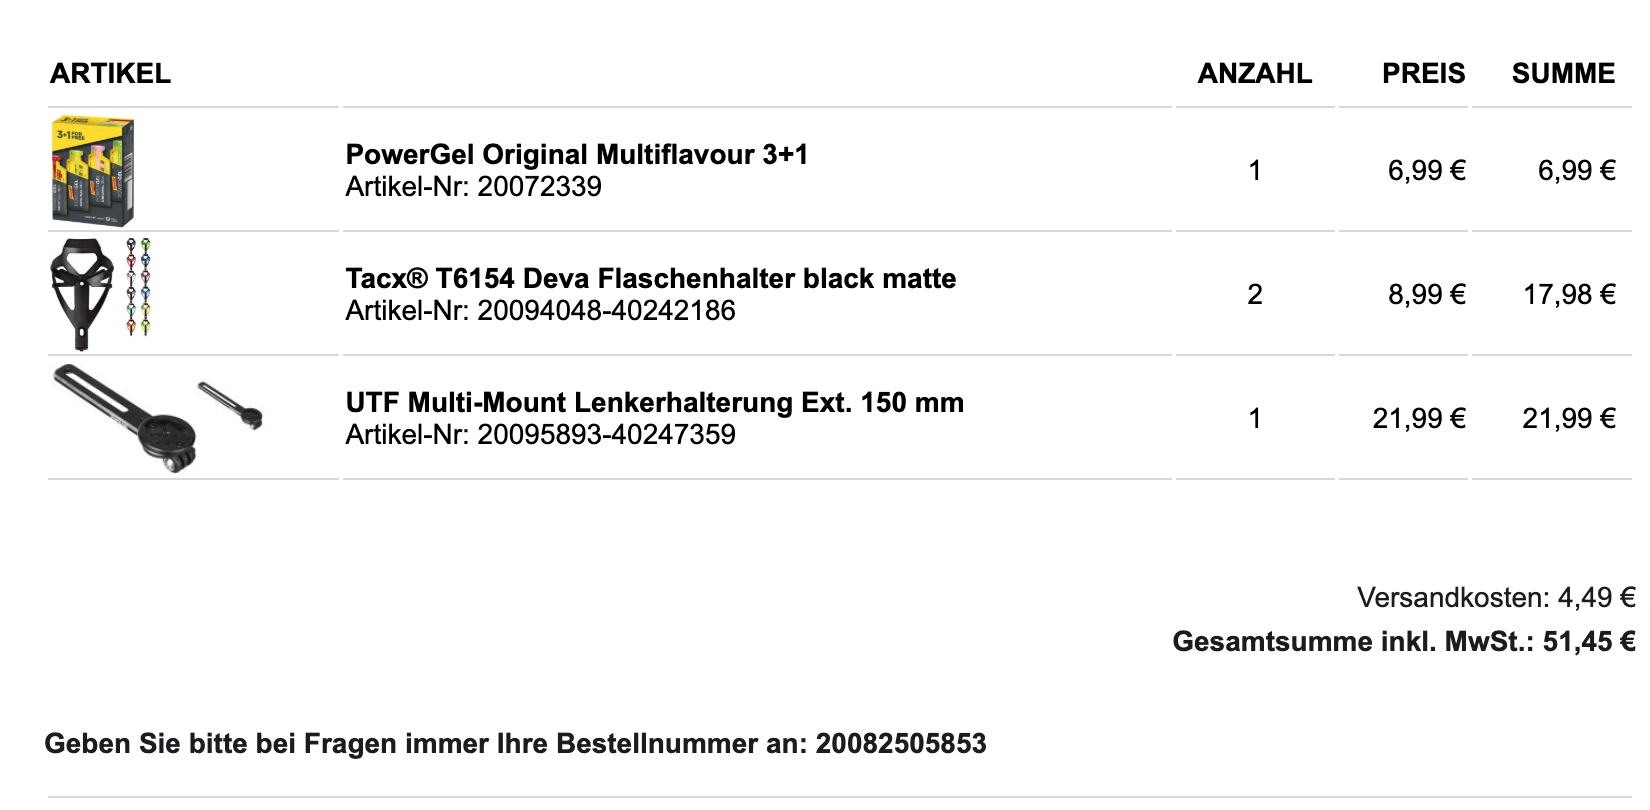 ARTIKEL ANZAHL PREIS SUMME
3+1 FOR FREE
PowerGel Original Multiflavour 3+1 1 6,99 € 6,99 €
Artikel-Nr: 20072339
Tacx® T6154 Deva Flaschenhalter black matte 2 8,99 € 17,98 €
Artikel-Nr: 20094048-40242186
UTF Multi-Mount Lenkerhalterung Ext. 150 mm 1 21,99 € 21,99 €
Artikel-Nr: 20095893-40247359
Versandkosten: 4,49 €
Gesamtsumme inkl. MwSt.: 51,45 €
Geben Sie bitte bei Fragen immer Ihre Bestellnummer an: 20082505853